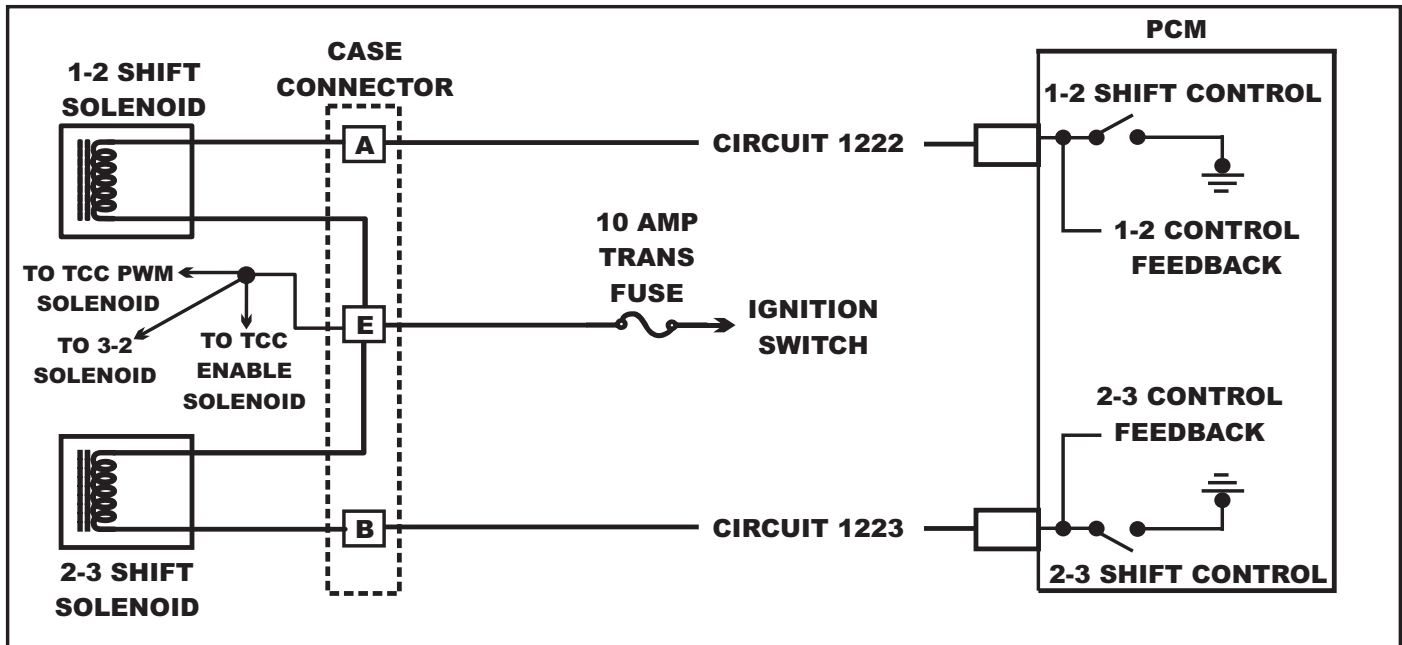 PCM
CASE
CONNECTOR
1-2 SHIFT
SOLENOID
A
CIRCUIT 1222
1-2 SHIFT CONTROL
1-2 CONTROL
FEEDBACK
10 AMP
TRANS
FUSE
TO TCC PWM
SOLENOID
TO 3-2
SOLENOID
TO TCC
ENABLE
SOLENOID
E
IGNITION
SWITCH
2-3 CONTROL
FEEDBACK
B
CIRCUIT 1223
2-3 SHIFT CONTROL
2-3 SHIFT
SOLENOID